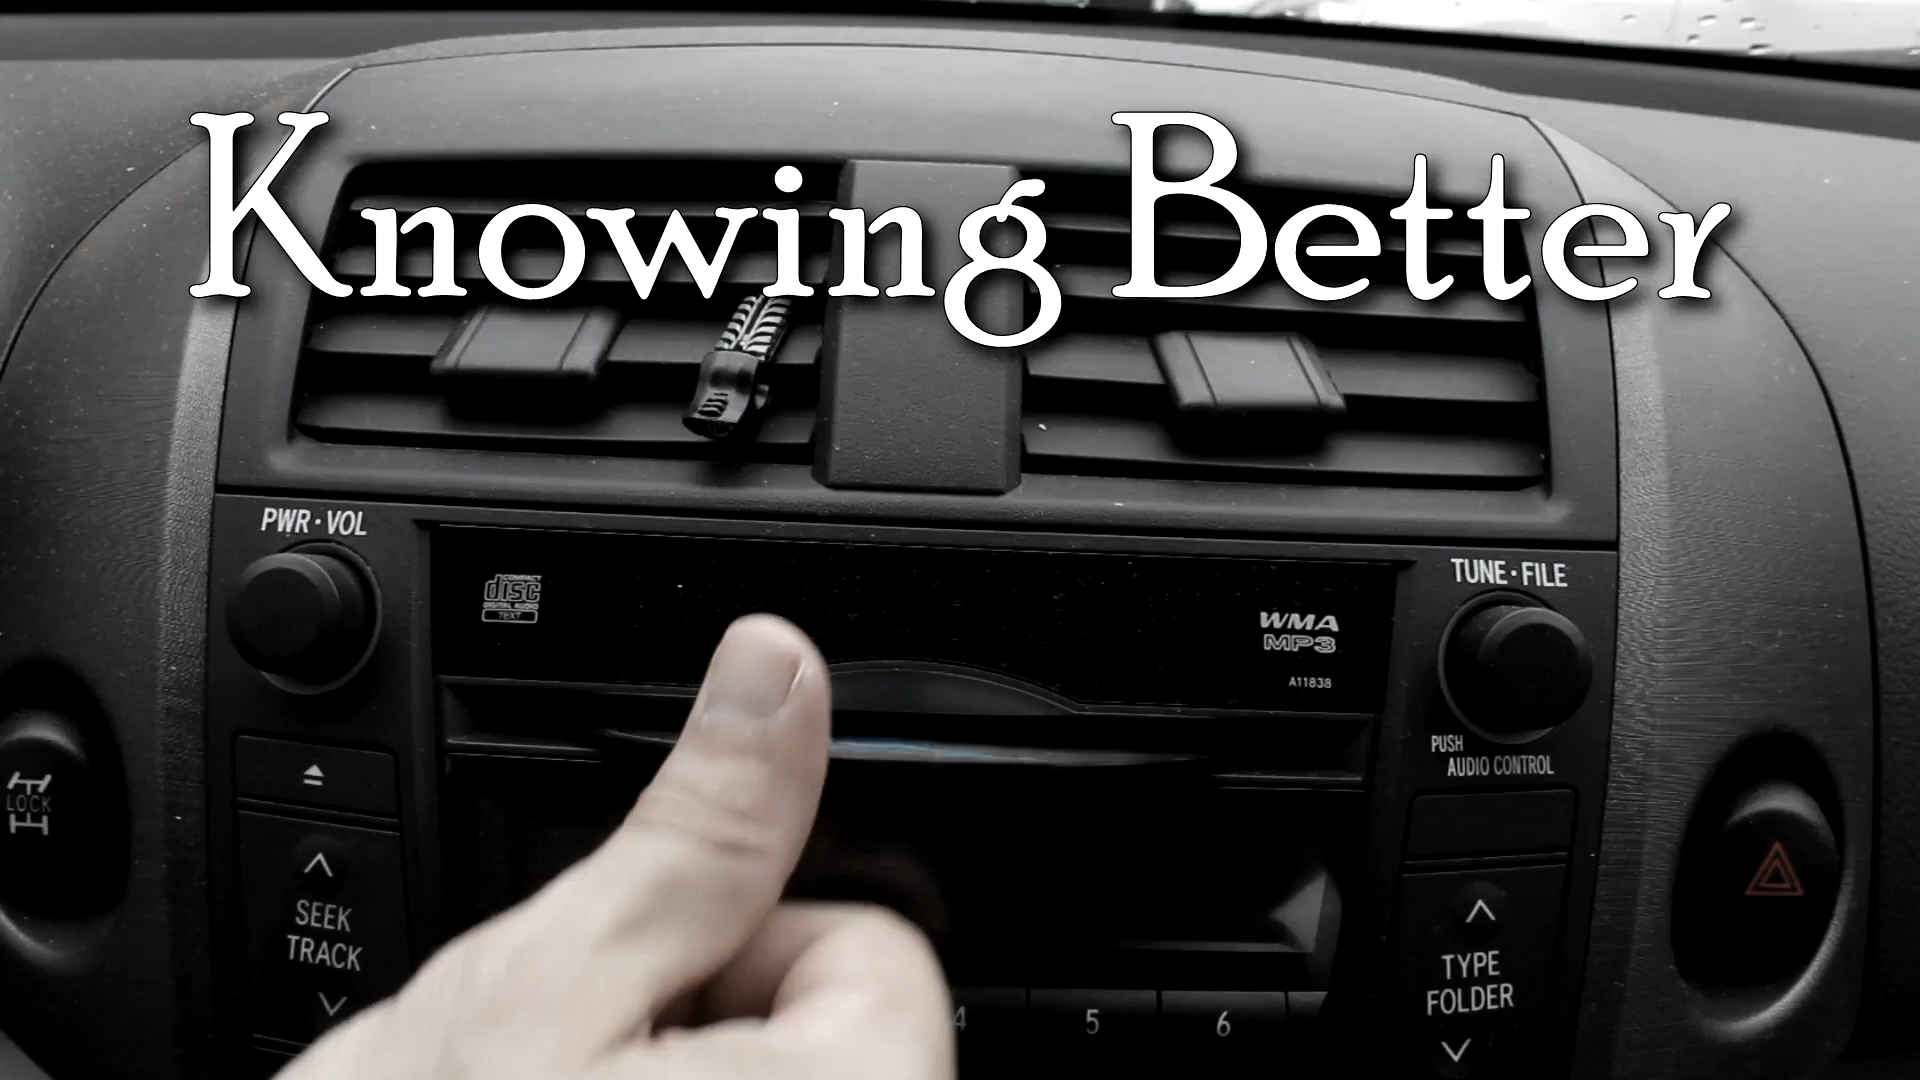 Knowing Better
PWR·VOL
COMPACT
disc
DIGITAL AUDIO
TEXT
TUNE·FILE
WMA
MP3
A11838
PUSH
AUDIO CONTROL
LOCK
SEEK
TRACK
TYPE
FOLDER
4
5
6